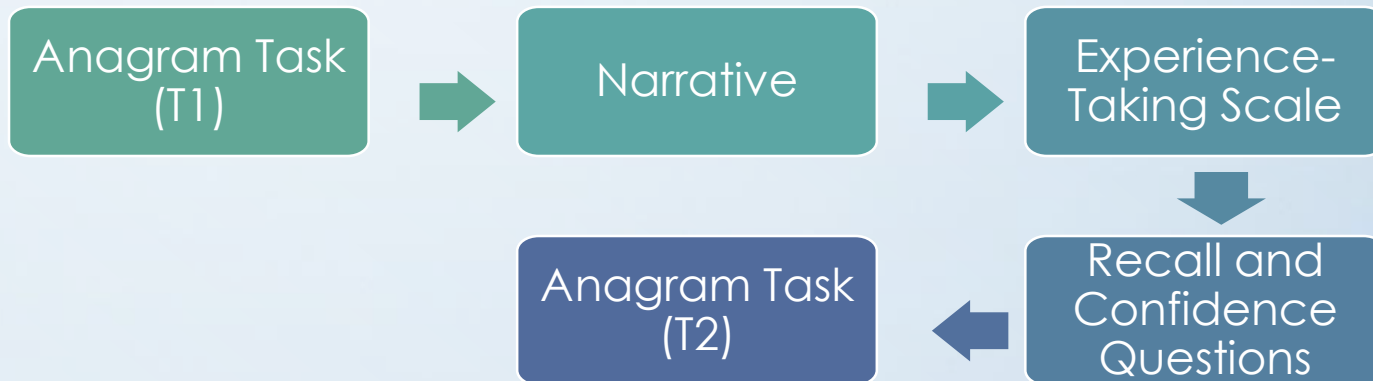 Anagram Task
(T1)
Narrative
Experience-
Taking Scale
Recall and
Confidence
Questions
Anagram Task
(T2)